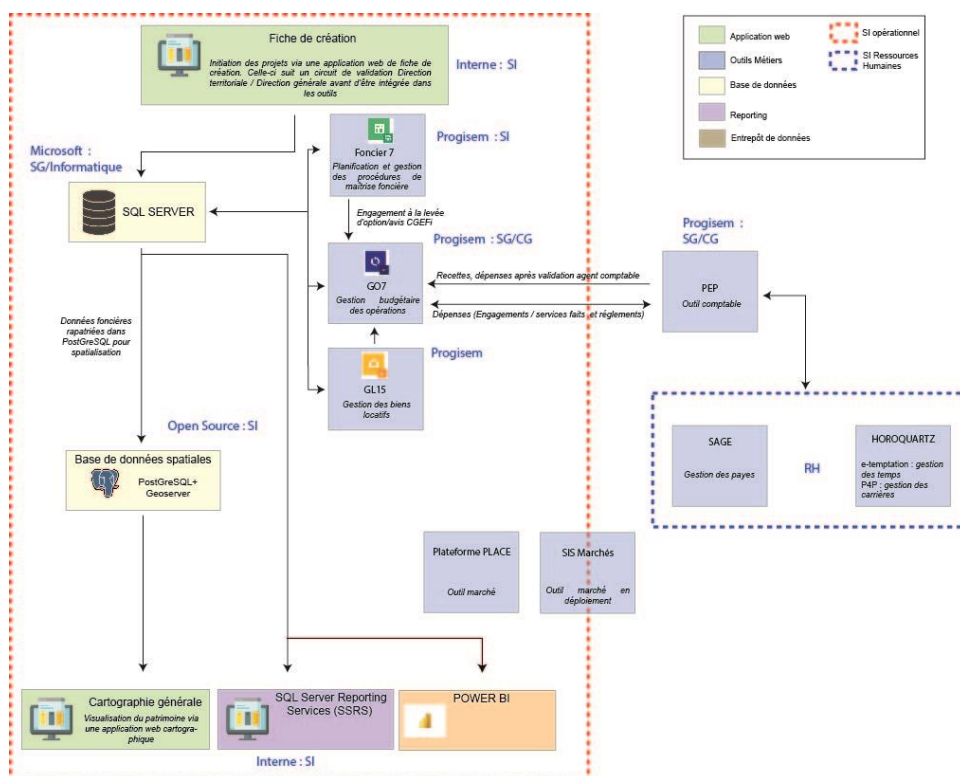 Fiche de création
Initiation des projets via une application web de fiche de
création. Celle-ci suit un circuit de validation Direction
territoriale / Direction générale avant d'être intégrée dans
les outils
Interne : SI
Application web
Outils Métiers
Base de données
Reporting
Entrepôt de données
SI opérationnel
SI Ressources
Humaines
Microsoft :
SG/Informatique
SQL SERVER
Foncier 7
Planification et gestion
des procédures de
maîtrise foncière
Progisem : SI
Engagement à la levée
d'option/avis CGEFi
Progisem : SG/CG
GO7
Gestion budgétaire
des opérations
Recettes, dépenses après validation agent comptable
Dépenses (Engagements / services faits et réglements)
Progisem :
SG/CG
PEP
Outil comptable
Progisem
GL15
Gestion des biens
locatifs
Données foncières
rapatriées dans
PostGreSQL pour
spatialisation
Open Source : SI
Base de données spatiales
PostGreSQL+
Geoserver
SAGE
Gestion des payes
RH
HOROQUARTZ
e-temptation : gestion
des temps
P4P : gestion des
carrières
Plateforme PLACE
Outil marché
SIS Marchés
Outil marché en
déploiement
Cartographie générale
Visualisation du patrimoine via
une application web cartogra-
phique
SQL Server Reporting
Services (SSRS)
POWER BI
Interne : SI